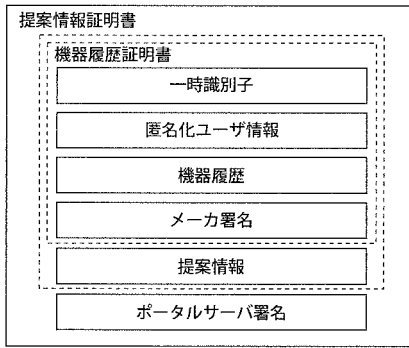 提案情報証明書
機器履歴証明書
一時識別子
匿名化ユーザ情報
機器履歴
メーカ署名
提案情報
ポータルサーバ署名